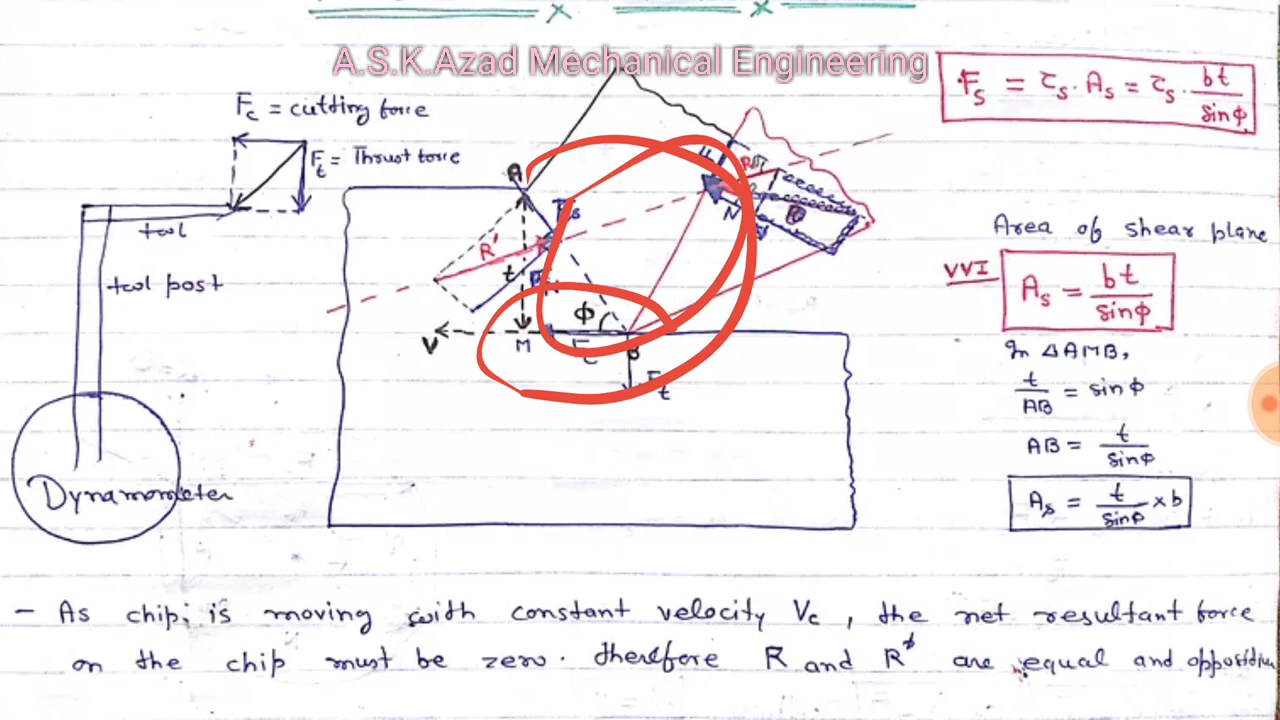 A.S.K.Azad Mechanical Engineering
Fs = τs. As = τs. bt/sinϕ
Fc = cutting force
Ft = Thrust force
tool
tool post
Dynamometer
A
Fs
R'
t
N
ϕ
V
M
Fc
B
Ft
Area of shear plane
VVI
As = bt/sinϕ
In ΔAMB,
t/AB = sinϕ
AB = t/sinϕ
As = t/sinϕ × b
- As chip is moving with constant velocity Vc, the net resultant force
on the chip must be zero. therefore R and R' are equal and